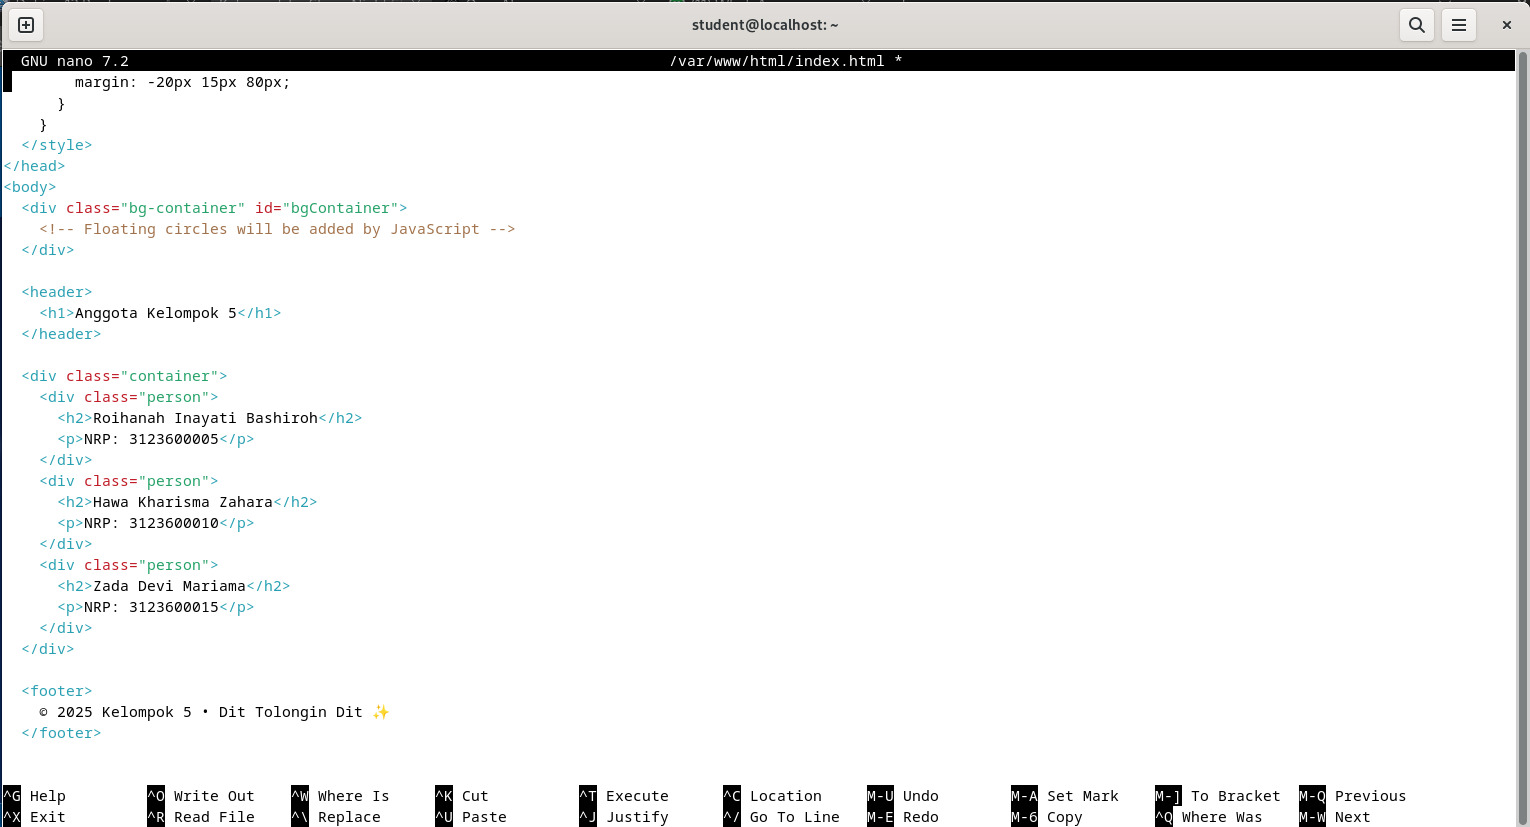 student@localhost: ~
GNU nano 7.2 /var/www/html/index.html *
        margin: -20px 15px 80px;
      }
    }
  </style>
</head>
<body>
  <div class="bg-container" id="bgContainer">
    <!-- Floating circles will be added by JavaScript -->
  </div>

  <header>
    <h1>Anggota Kelompok 5</h1>
  </header>

  <div class="container">
    <div class="person">
      <h2>Roihanah Inayati Bashiroh</h2>
      <p>NRP: 3123600005</p>
    </div>
    <div class="person">
      <h2>Hawa Kharisma Zahara</h2>
      <p>NRP: 3123600010</p>
    </div>
    <div class="person">
      <h2>Zada Devi Mariama</h2>
      <p>NRP: 3123600015</p>
    </div>
  </div>

  <footer>
    © 2025 Kelompok 5 • Dit Tolongin Dit ✨
  </footer>

^G Help ^O Write Out ^W Where Is ^K Cut ^T Execute ^C Location M-U Undo M-A Set Mark M-] To Bracket M-Q Previous
^X Exit ^R Read File ^\ Replace ^U Paste ^J Justify ^/ Go To Line M-E Redo M-6 Copy ^Q Where Was M-W Next